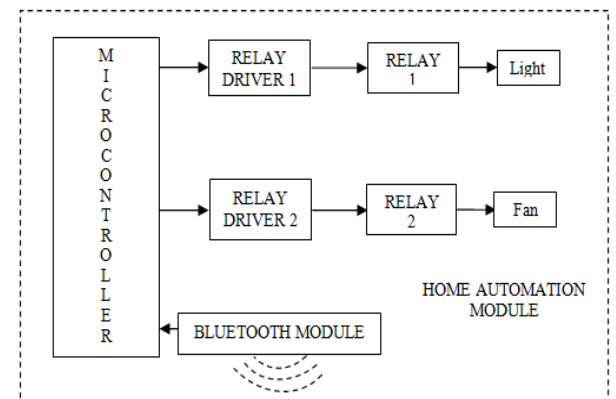 M
I
C
R
O
C
O
N
T
R
O
L
L
E
R
RELAY
DRIVER 1
RELAY
1
Light
RELAY
DRIVER 2
RELAY
2
Fan
HOME AUTOMATION
MODULE
BLUETOOTH MODULE